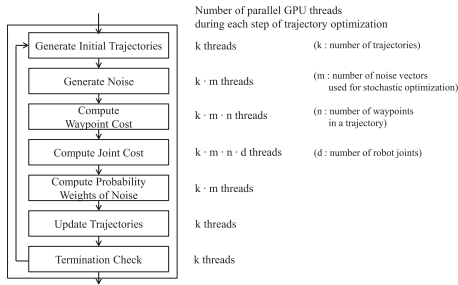 Number of parallel GPU threads
during each step of trajectory optimization
Generate Initial Trajectories
k threads
(k : number of trajectories)
Generate Noise
k · m threads
(m : number of noise vectors
used for stochastic optimization)
Compute
Waypoint Cost
k · m · n threads
(n : number of waypoints
in a trajectory)
Compute Joint Cost
k · m · n · d threads
(d : number of robot joints)
Compute Probability
Weights of Noise
k · m threads
Update Trajectories
k threads
Termination Check
k threads